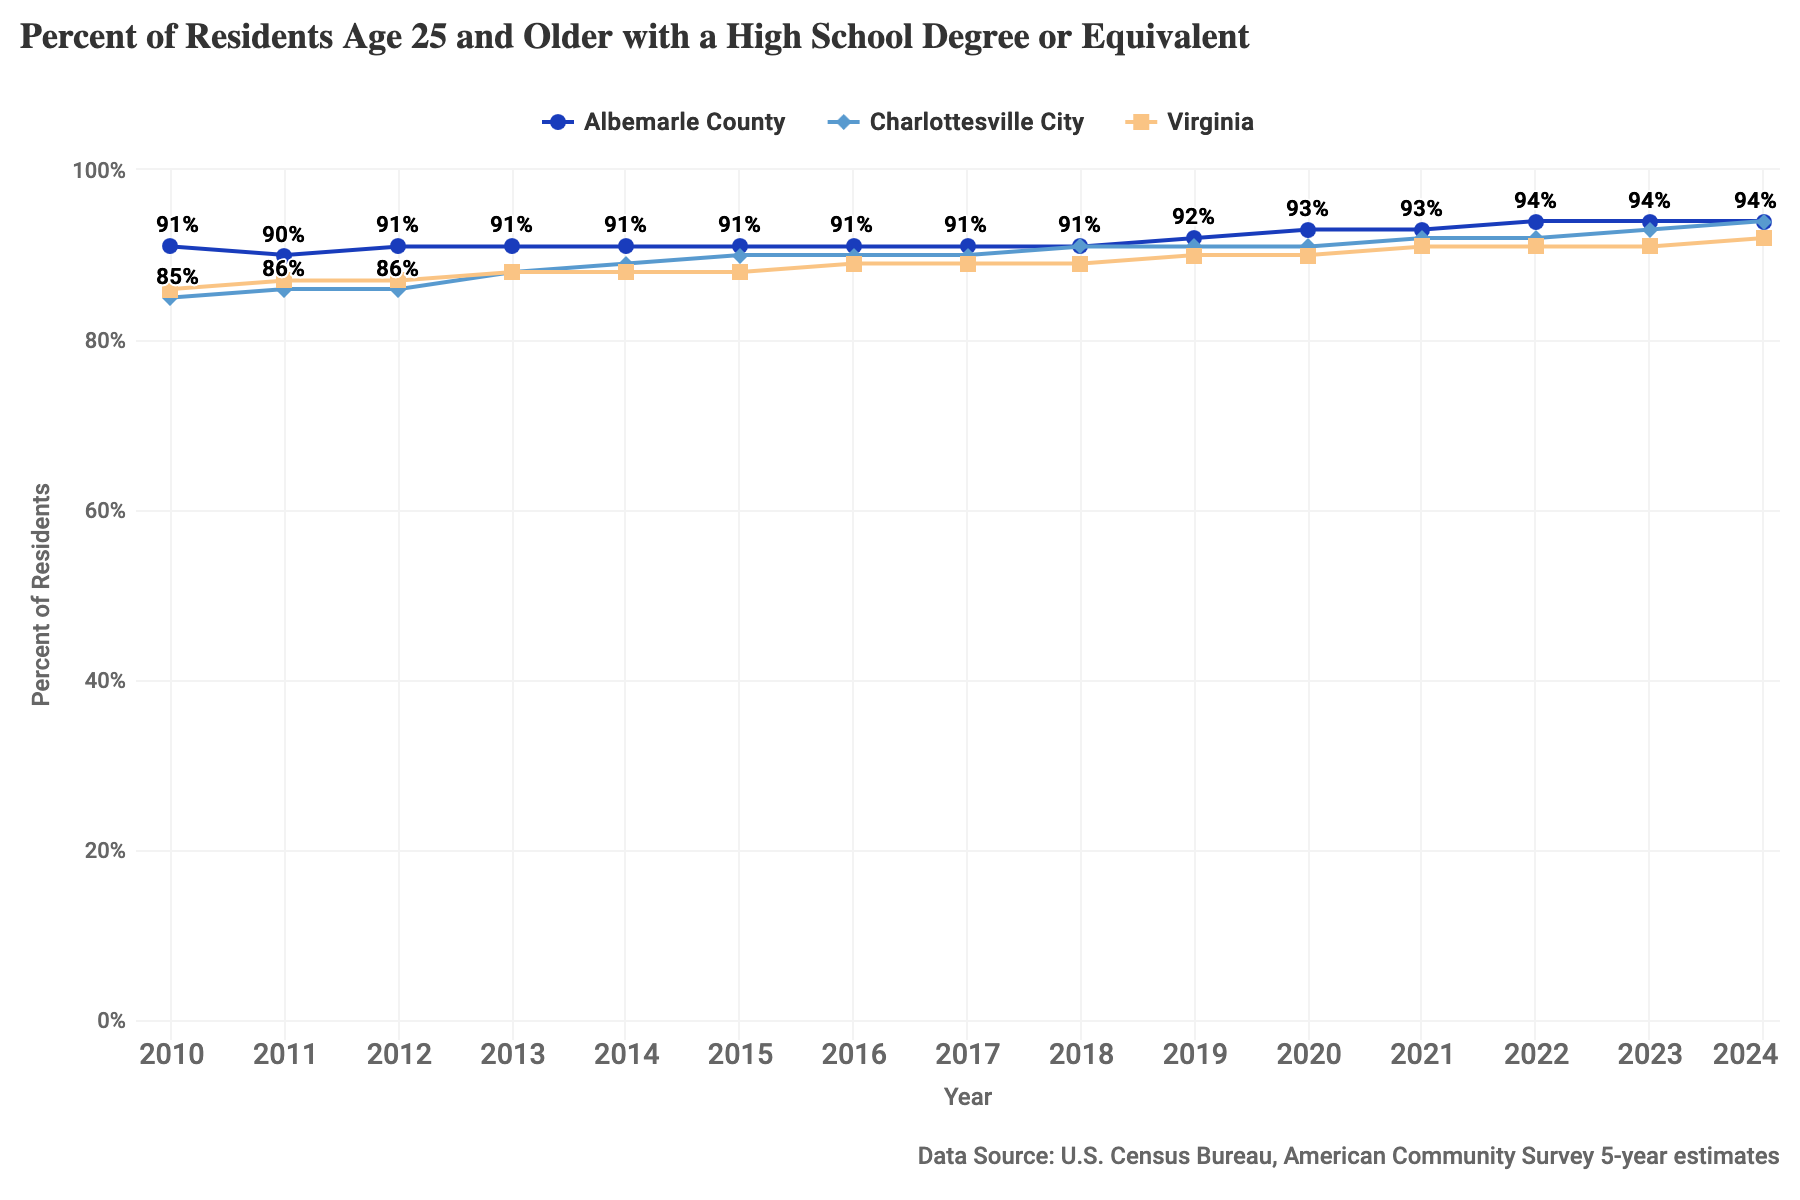 Percent of Residents Age 25 and Older with a High School Degree or Equivalent
Albemarle County Charlottesville City Virginia
100%
91% 90% 91% 91% 91% 91% 91% 91% 91% 92% 93% 93% 94% 94% 94%
85% 86% 86%
80%
60%
40%
20%
0%
Percent of Residents
2010 2011 2012 2013 2014 2015 2016 2017 2018 2019 2020 2021 2022 2023 2024
Year
Data Source: U.S. Census Bureau, American Community Survey 5-year estimates